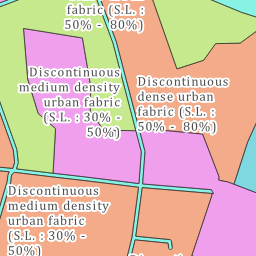 fabric (S.L. :
50% - 80%)
Discontinuous
medium density
urban fabric
(S.L. : 30% -
50%)
Discontinuous
dense urban
fabric (S.L. :
50% - 80%)
Discontinuous
medium density
urban fabric
(S.L. : 30% -
50%)